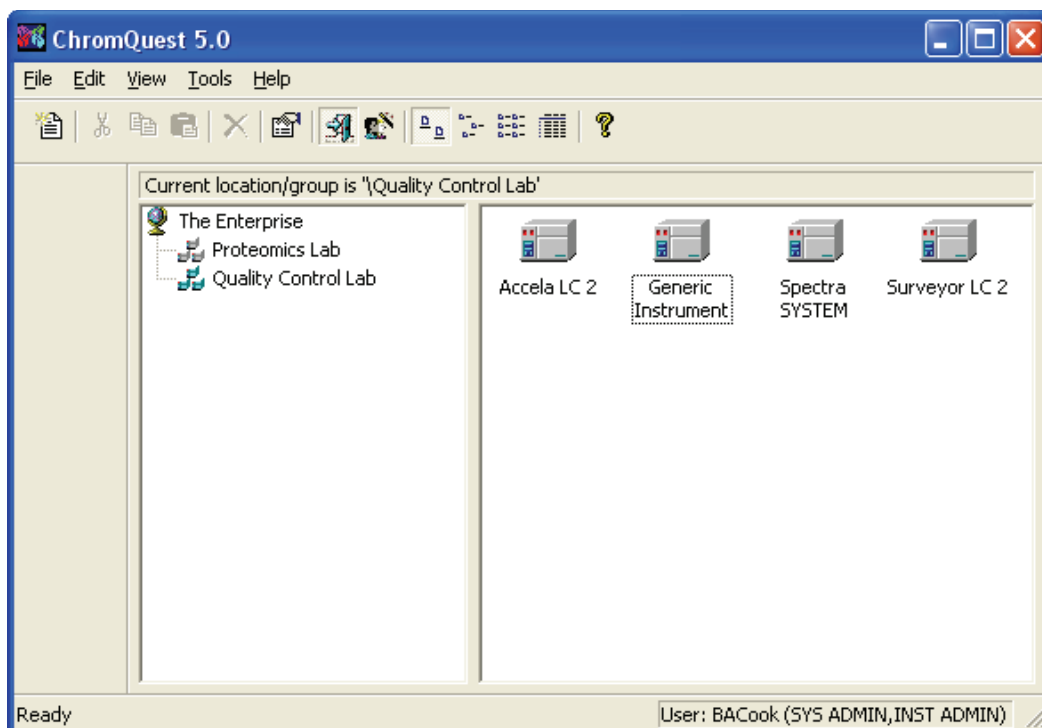 ChromQuest 5.0
File Edit View Tools Help
Current location/group is '\Quality Control Lab'
The Enterprise
Proteomics Lab
Quality Control Lab
Accela LC 2
Generic
Instrument
Spectra
SYSTEM
Surveyor LC 2
Ready
User: BACook (SYS ADMIN,INST ADMIN)